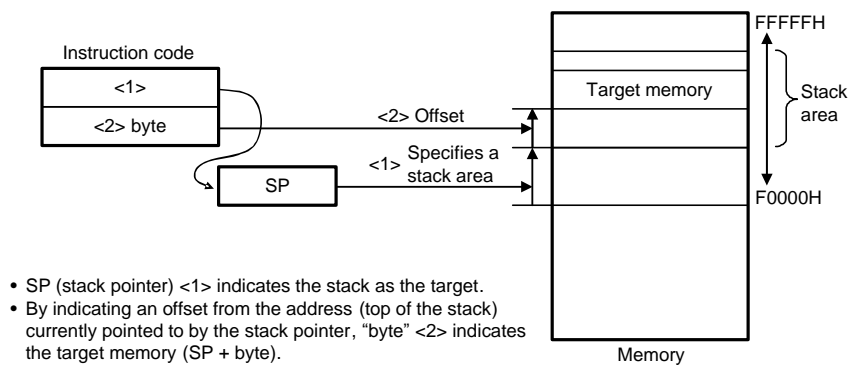 Instruction code
<1>
<2> byte
SP
<2> Offset
<1>
Specifies a
stack area
Target memory
FFFFFH
Stack
area
F0000H
Memory
• SP (stack pointer) <1> indicates the stack as the target.
• By indicating an offset from the address (top of the stack)
currently pointed to by the stack pointer, “byte” <2> indicates
the target memory (SP + byte).